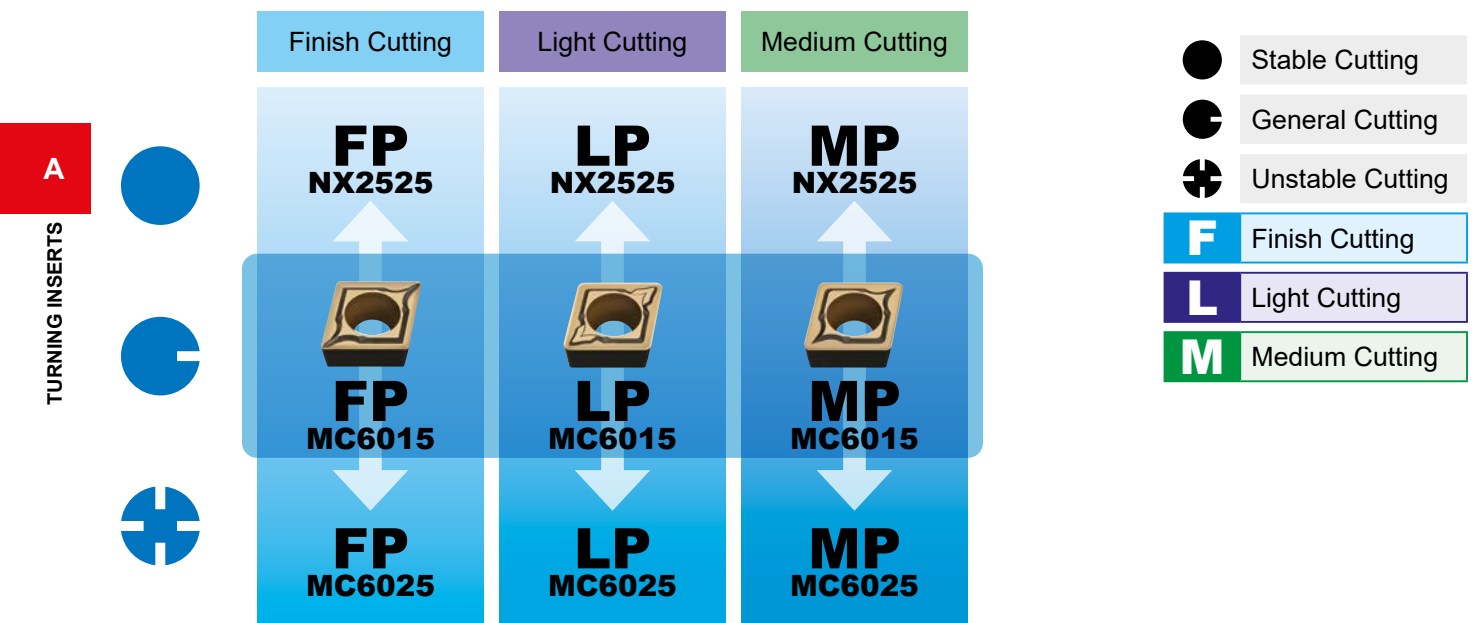 Finish Cutting
Light Cutting
Medium Cutting
A
TURNING INSERTS
FP
NX2525
LP
NX2525
MP
NX2525
FP
MC6015
LP
MC6015
MP
MC6015
FP
MC6025
LP
MC6025
MP
MC6025
Stable Cutting
General Cutting
Unstable Cutting
F Finish Cutting
L Light Cutting
M Medium Cutting